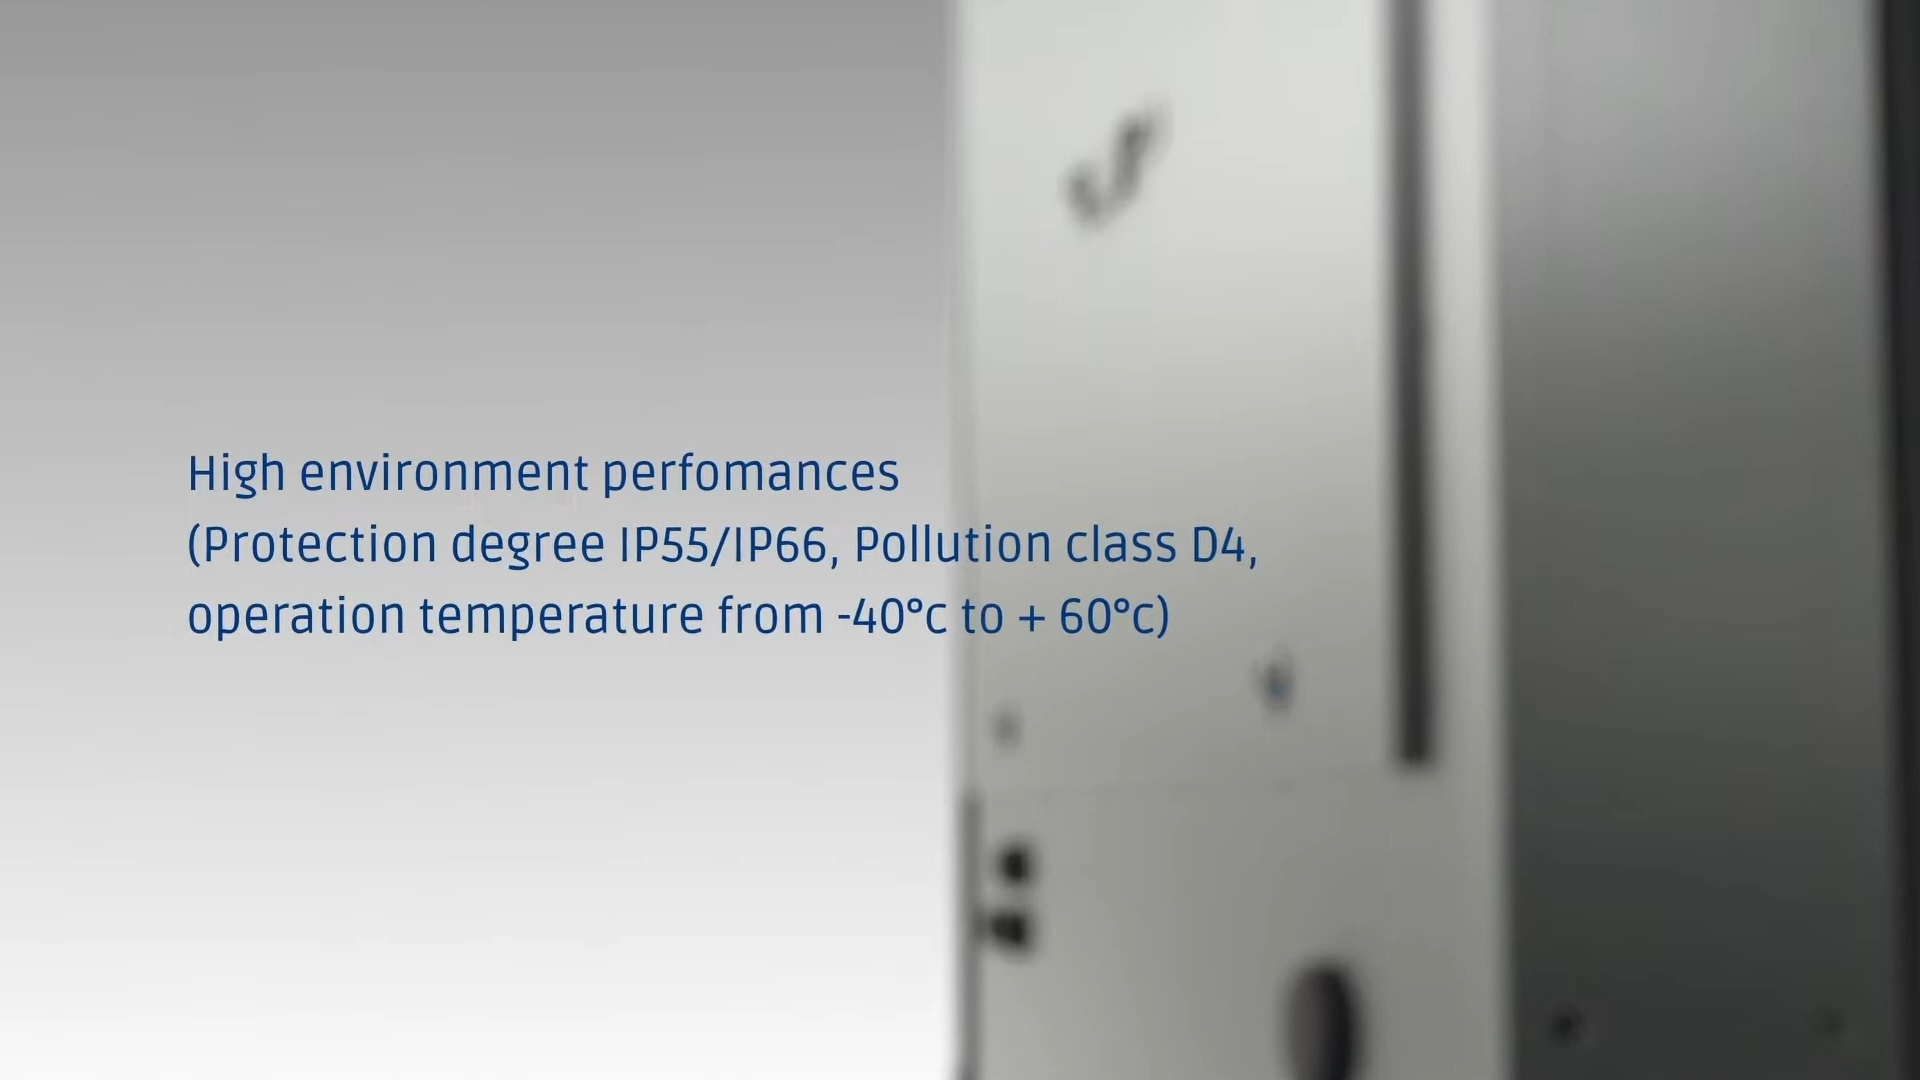 High environment perfomances
(Protection degree IP55/IP66, Pollution class D4,
operation temperature from -40°c to + 60°c)